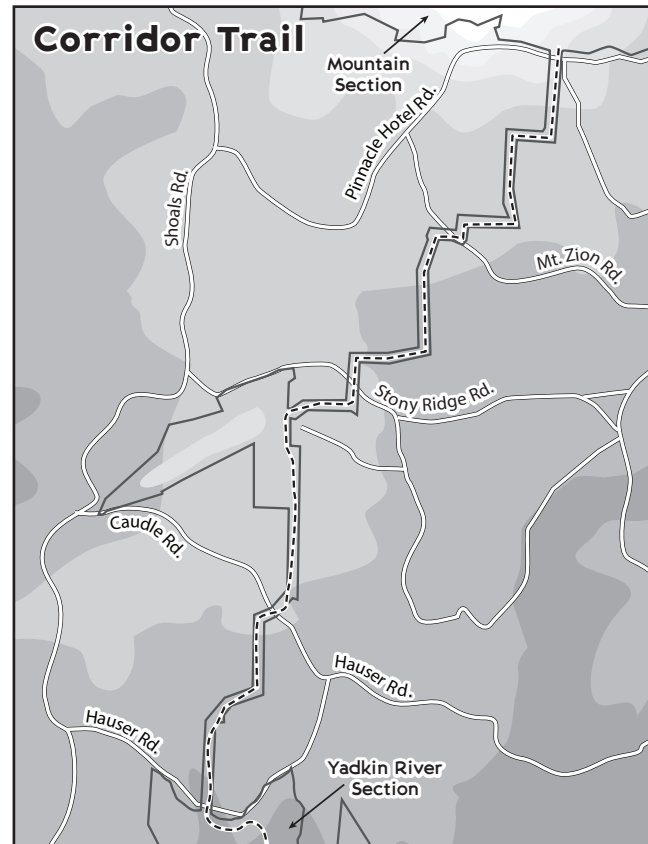 Corridor Trail
Mountain
Section
Pinnacle Hotel Rd.
Shoals Rd.
Mt. Zion Rd.
Stony Ridge Rd.
Caudle Rd.
Hauser Rd.
Hauser Rd.
Yadkin River
Section